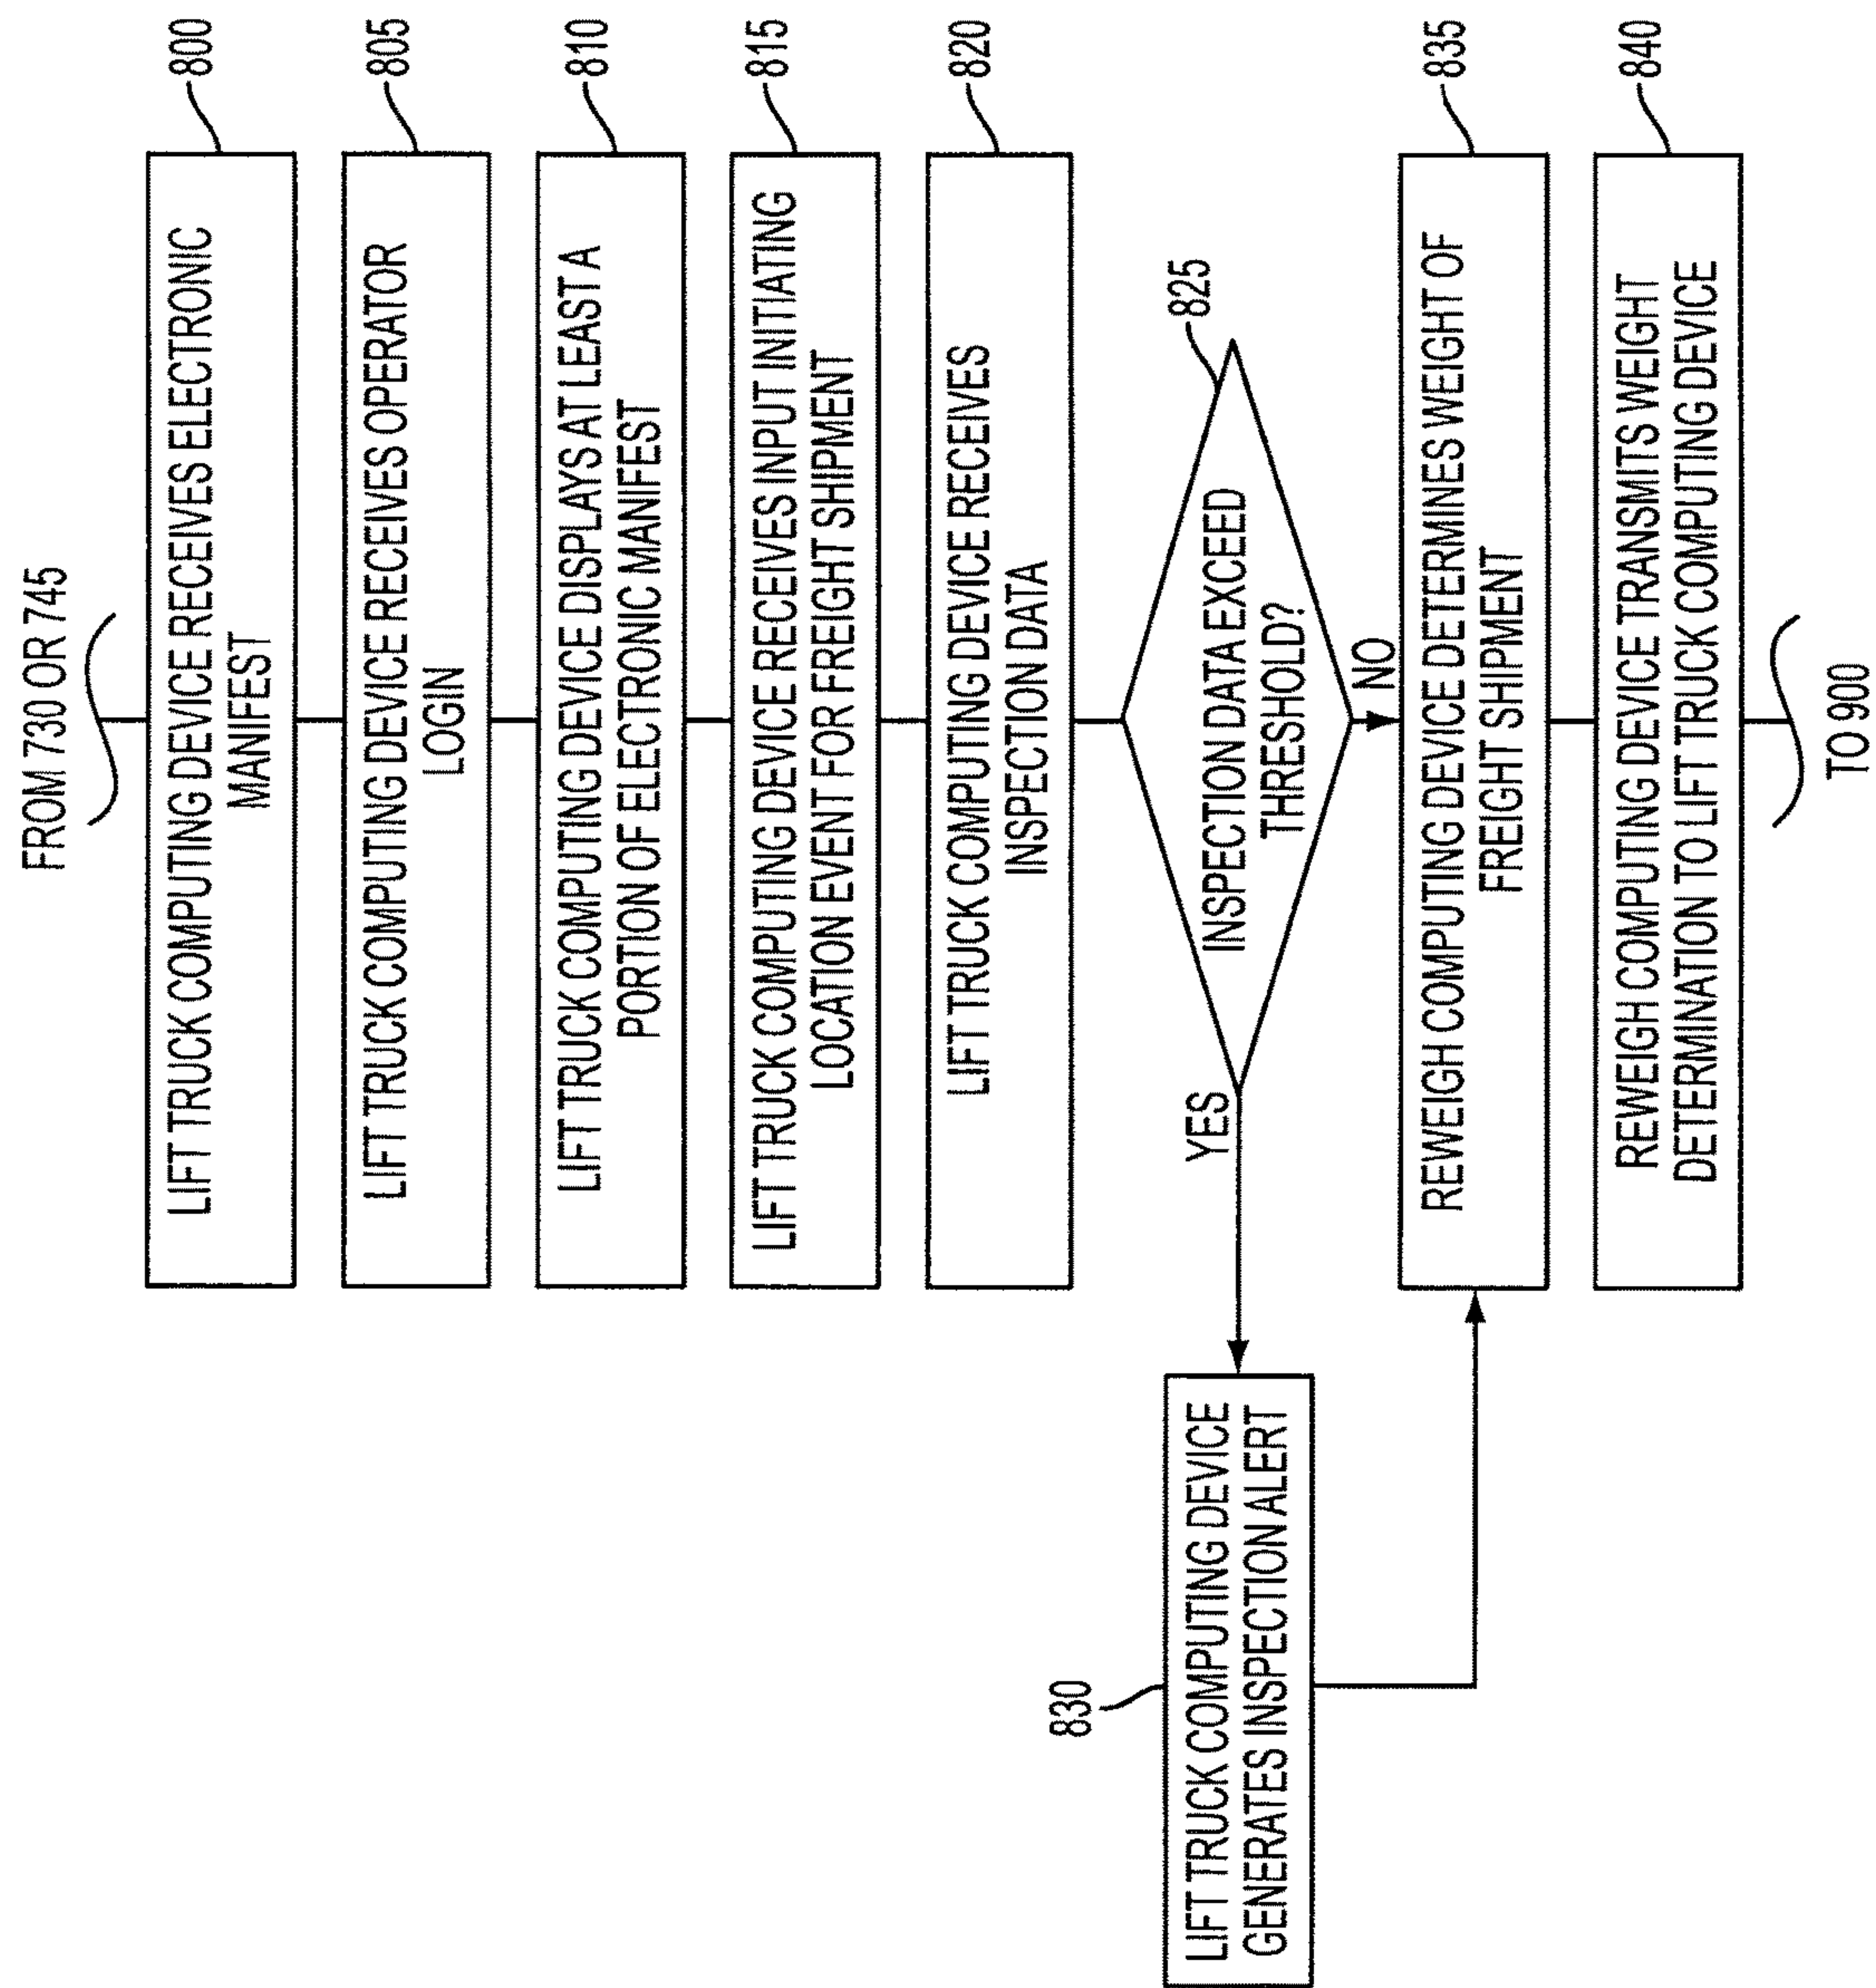 FROM 730 OR 745
LIFT TRUCK COMPUTING DEVICE RECEIVES ELECTRONIC
MANIFEST
800
LIFT TRUCK COMPUTING DEVICE RECEIVES OPERATOR
LOGIN
805
LIFT TRUCK COMPUTING DEVICE DISPLAYS AT LEAST A
PORTION OF ELECTRONIC MANIFEST
810
LIFT TRUCK COMPUTING DEVICE RECEIVES INPUT INITIATING
LOCATION EVENT FOR FREIGHT SHIPMENT
815
LIFT TRUCK COMPUTING DEVICE RECEIVES
INSPECTION DATA
820
INSPECTION DATA EXCEED
THRESHOLD?
825
YES
NO
830
LIFT TRUCK COMPUTING DEVICE
GENERATES INSPECTION ALERT
REWEIGH COMPUTING DEVICE DETERMINES WEIGHT OF
FREIGHT SHIPMENT
835
REWEIGH COMPUTING DEVICE TRANSMITS WEIGHT
DETERMINATION TO LIFT TRUCK COMPUTING DEVICE
840
TO 900